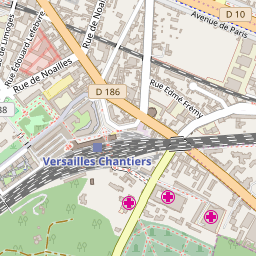 Rue de Limoges
Rue Édouard Lefebvre
Rue de Noailles
Rue de Noailles
D 10
Avenue de Paris
D 186
Rue Edme Frémy
88
Versailles Chantiers